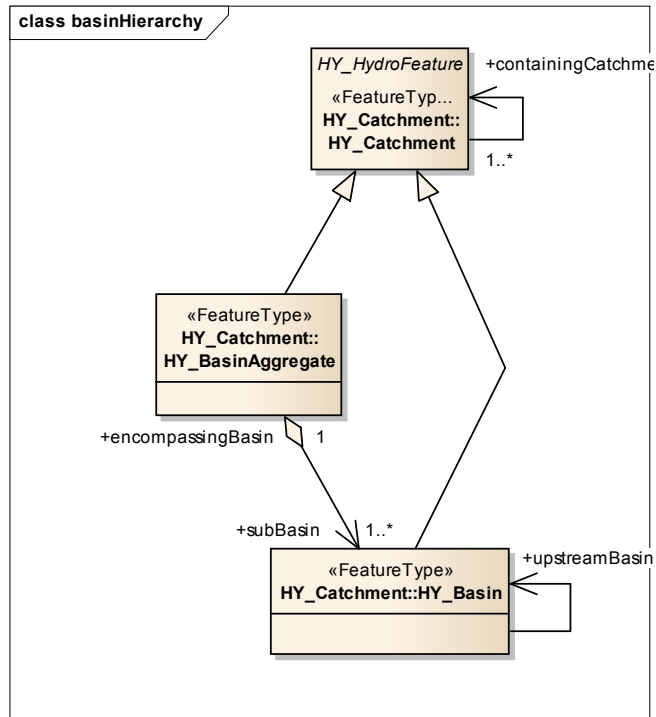 class basinHierarchy
HY_HydroFeature
«FeatureTyp...
HY_Catchment::
HY_Catchment
+containingCatchme
1..*
«FeatureType»
HY_Catchment::
HY_BasinAggregate
+encompassingBasin
1
+subBasin
1..*
«FeatureType»
HY_Catchment::HY_Basin
+upstreamBasin